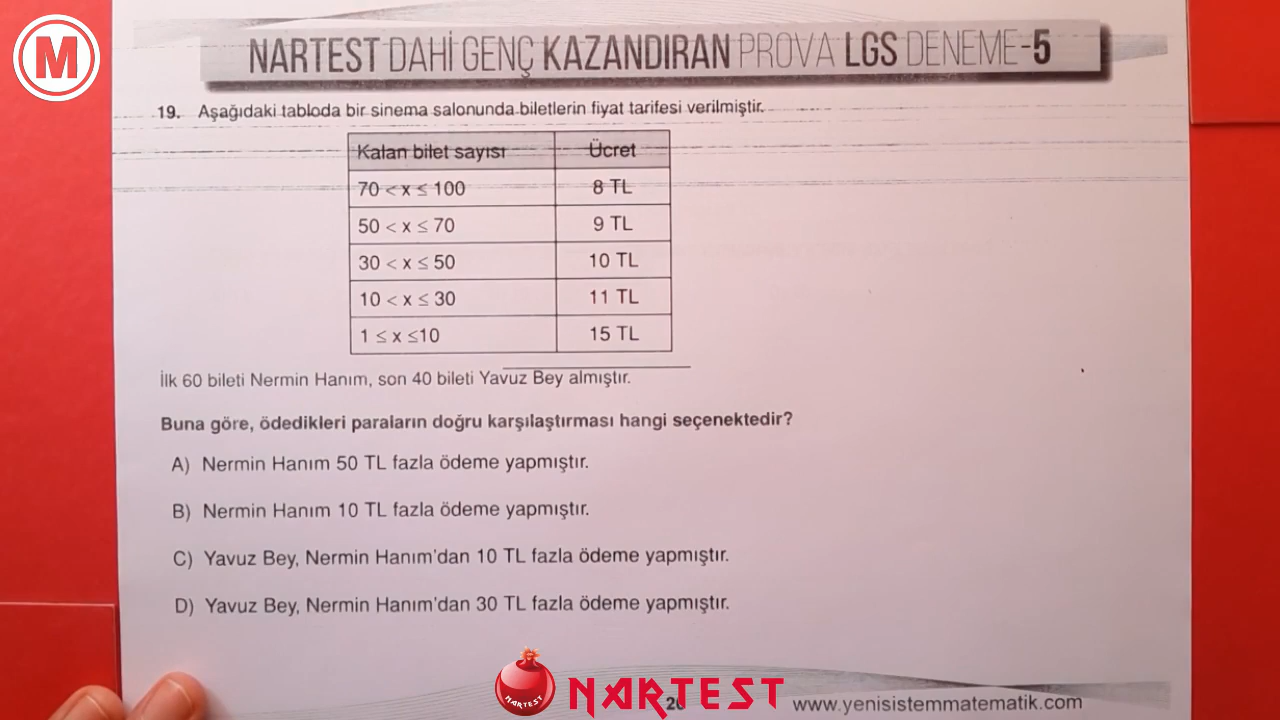 M
NARTEST DAHİ GENÇ KAZANDIRAN PROVA LGS DENEME-5
19. Aşağıdaki tabloda bir sinema salonunda biletlerin fiyat tarifesi verilmiştir.
Kalan bilet sayısı Ücret
70 < x ≤ 100 8 TL
50 < x ≤ 70 9 TL
30 < x ≤ 50 10 TL
10 < x ≤ 30 11 TL
1 ≤ x ≤10 15 TL
İlk 60 bileti Nermin Hanım, son 40 bileti Yavuz Bey almıştır.
Buna göre, ödedikleri paraların doğru karşılaştırması hangi seçenektedir?
A) Nermin Hanım 50 TL fazla ödeme yapmıştır.
B) Nermin Hanım 10 TL fazla ödeme yapmıştır.
C) Yavuz Bey, Nermin Hanım'dan 10 TL fazla ödeme yapmıştır.
D) Yavuz Bey, Nermin Hanım'dan 30 TL fazla ödeme yapmıştır.
NARTEST
NARTEST
www.yenisistemmatematik.com